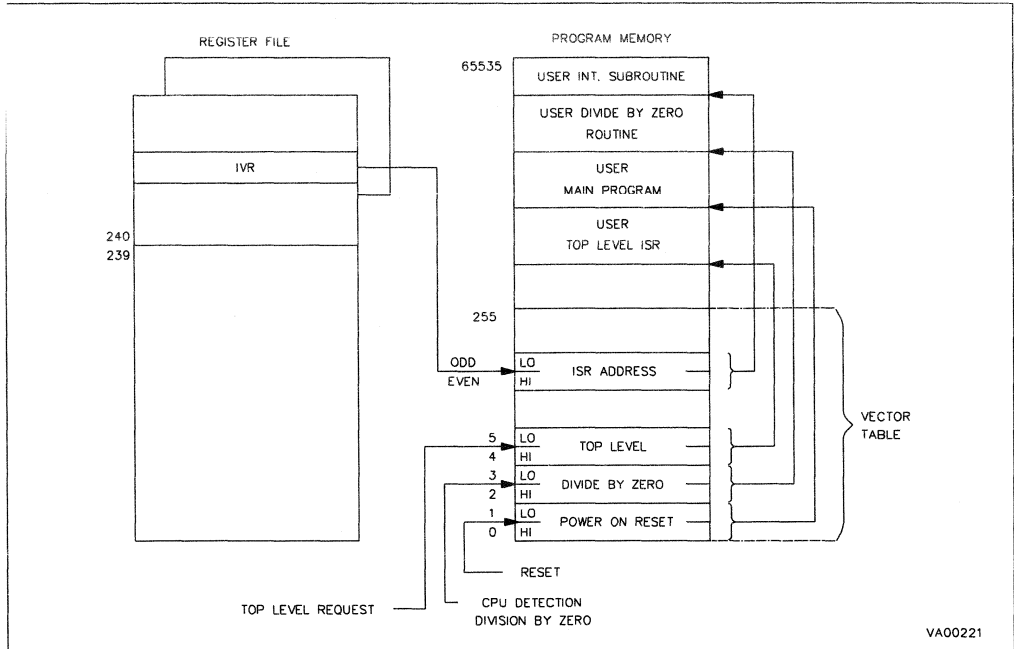 REGISTER FILE
PROGRAM MEMORY
65535
USER INT. SUBROUTINE
USER DIVIDE BY ZERO
ROUTINE
IVR
USER
MAIN PROGRAM
USER
TOP LEVEL ISR
240
239
255
ODD
EVEN
LO
HI
ISR ADDRESS
VECTOR
TABLE
5
4
LO
HI
TOP LEVEL
3
2
LO
HI
DIVIDE BY ZERO
1
0
LO
HI
POWER ON RESET
RESET
TOP LEVEL REQUEST
CPU DETECTION
DIVISION BY ZERO
VA00221